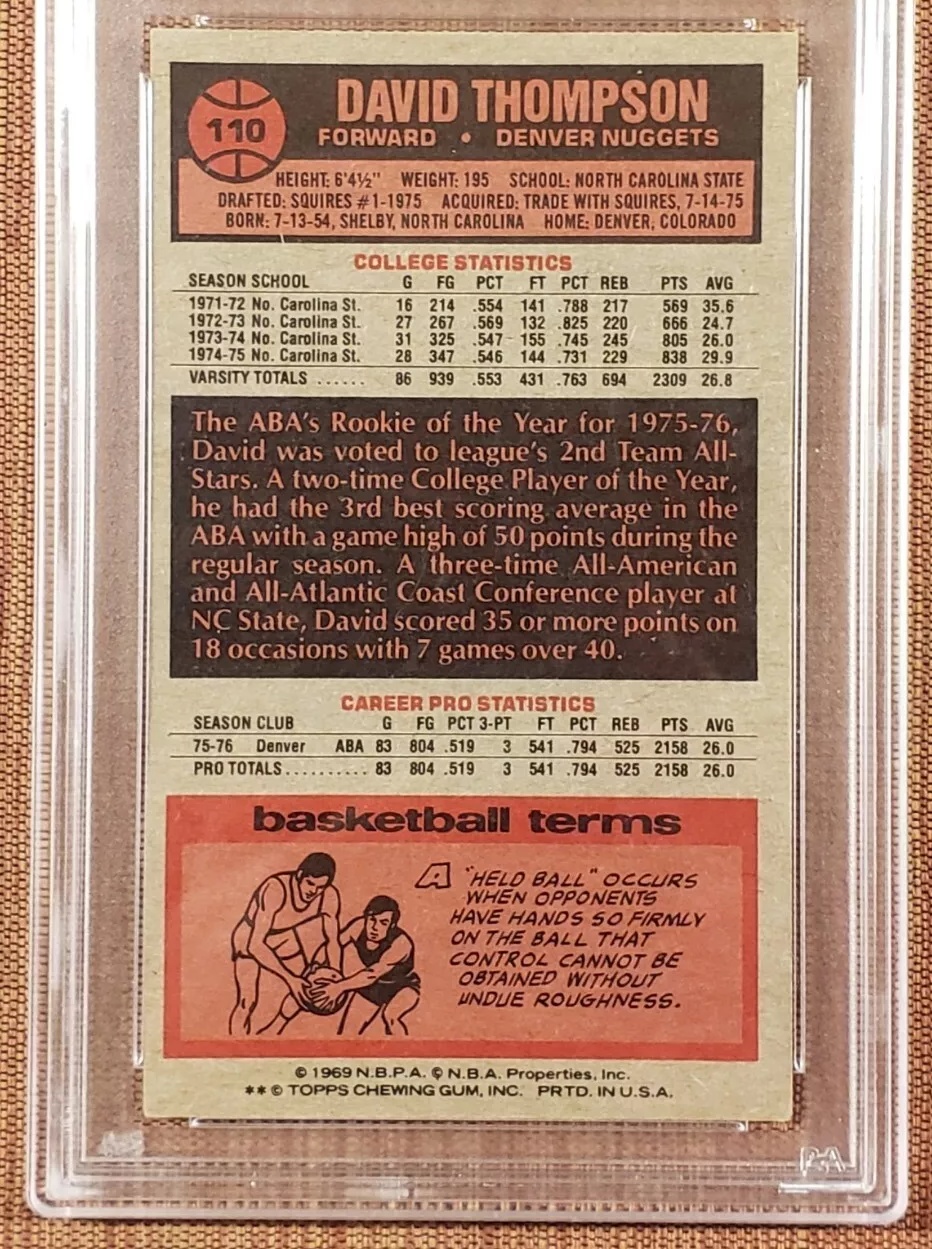 110
DAVID THOMPSON
FORWARD • DENVER NUGGETS
HEIGHT: 6'4½" WEIGHT: 195 SCHOOL: NORTH CAROLINA STATE
DRAFTED: SQUIRES #1-1975 ACQUIRED: TRADE WITH SQUIRES, 7-14-75
BORN: 7-13-54, SHELBY, NORTH CAROLINA HOME: DENVER, COLORADO
COLLEGE STATISTICS
SEASON SCHOOL G FG PCT FT PCT REB PTS AVG
1971-72 No. Carolina St. 16 214 .554 141 .788 217 569 35.6
1972-73 No. Carolina St. 27 267 .569 132 .825 220 666 24.7
1973-74 No. Carolina St. 31 325 .547 155 .745 245 805 26.0
1974-75 No. Carolina St. 28 347 .546 144 .731 229 838 29.9
VARSITY TOTALS ...... 86 939 .553 431 .763 694 2309 26.8
The ABA's Rookie of the Year for 1975-76,
David was voted to league's 2nd Team All-
Stars. A two-time College Player of the Year,
he had the 3rd best scoring average in the
ABA with a game high of 50 points during the
regular season. A three-time All-American
and All-Atlantic Coast Conference player at
NC State, David scored 35 or more points on
18 occasions with 7 games over 40.
CAREER PRO STATISTICS
SEASON CLUB G FG PCT 3-PT FT PCT REB PTS AVG
75-76 Denver ABA 83 804 .519 3 541 .794 525 2158 26.0
PRO TOTALS.......... 83 804 .519 3 541 .794 525 2158 26.0
basketball terms
A "HELD BALL" OCCURS
WHEN OPPONENTS
HAVE HANDS SO FIRMLY
ON THE BALL THAT
CONTROL CANNOT BE
OBTAINED WITHOUT
UNDUE ROUGHNESS.
© 1969 N.B.P.A. © N.B.A. Properties, Inc.
** © TOPPS CHEWING GUM, INC. PRTD. IN U.S.A.